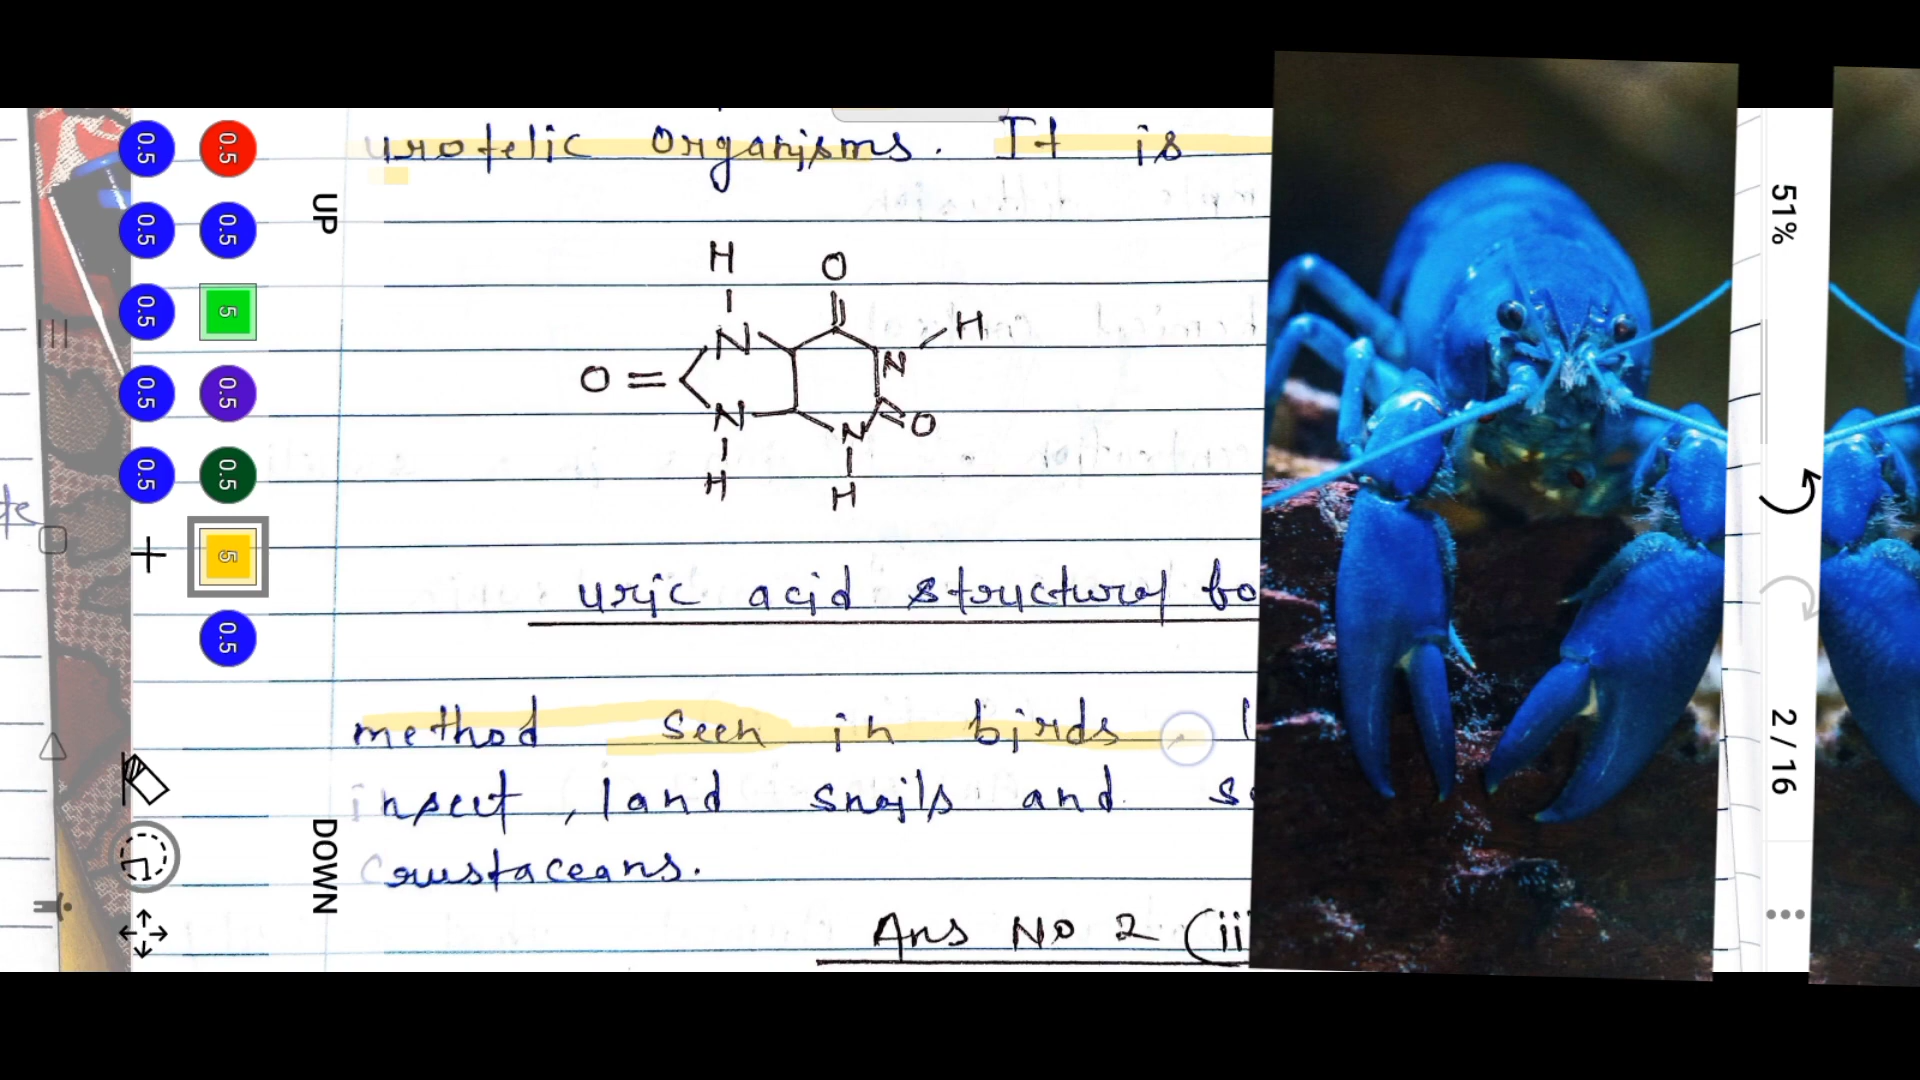 urotelic Organisms. It is
H
O
N
H
O =
N
N
N
O
H
H
uric acid structural fo
method seen in birds,
insect, land snails and
Crustaceans.
Ans No 2 (ii
UP
DOWN
0.5
0.5
0.5
0.5
0.5
5
0.5
0.5
0.5
0.5
5
0.5
51%
2 / 16